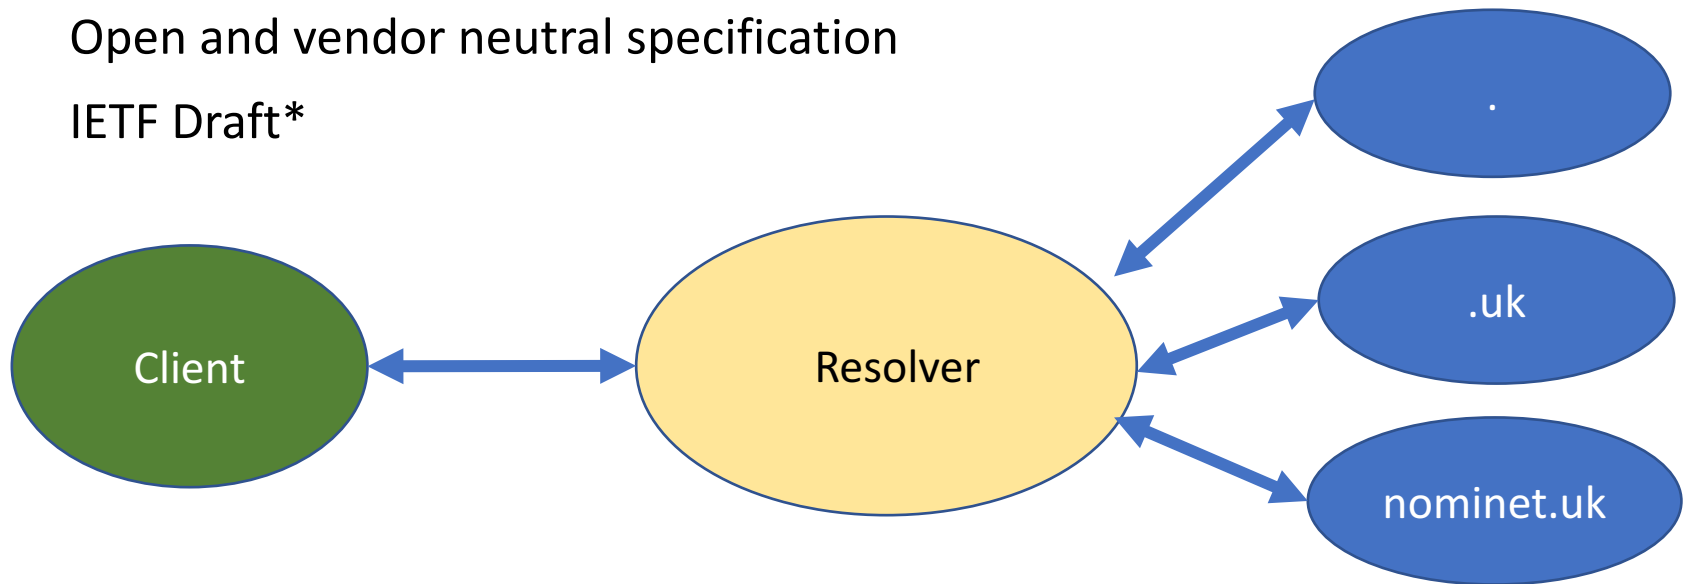 Open and vendor neutral specification
IETF Draft*
.
.uk
Client
Resolver
nominet.uk